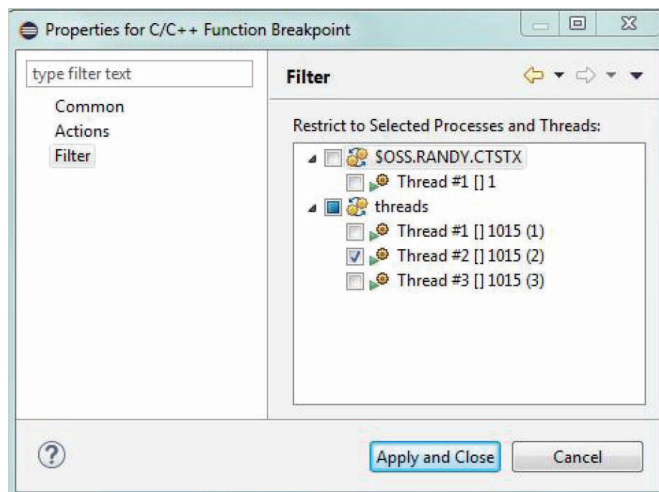 Properties for C/C++ Function Breakpoint
type filter text
Common
Actions
Filter
Filter
Restrict to Selected Processes and Threads:
$OSS.RANDY.CTSTX
Thread #1 [] 1
threads
Thread #1 [] 1015 (1)
Thread #2 [] 1015 (2)
Thread #3 [] 1015 (3)
?
Apply and Close
Cancel